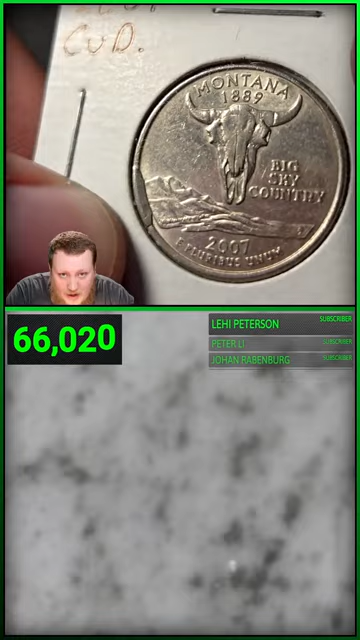 CUD.
MONTANA
1889
BIG
SKY
COUNTRY
2007
E PLURIBUS UNUM
66,020
LEHI PETERSON SUBSCRIBER
PETER LI SUBSCRIBER
JOHAN RABENBURG SUBSCRIBER